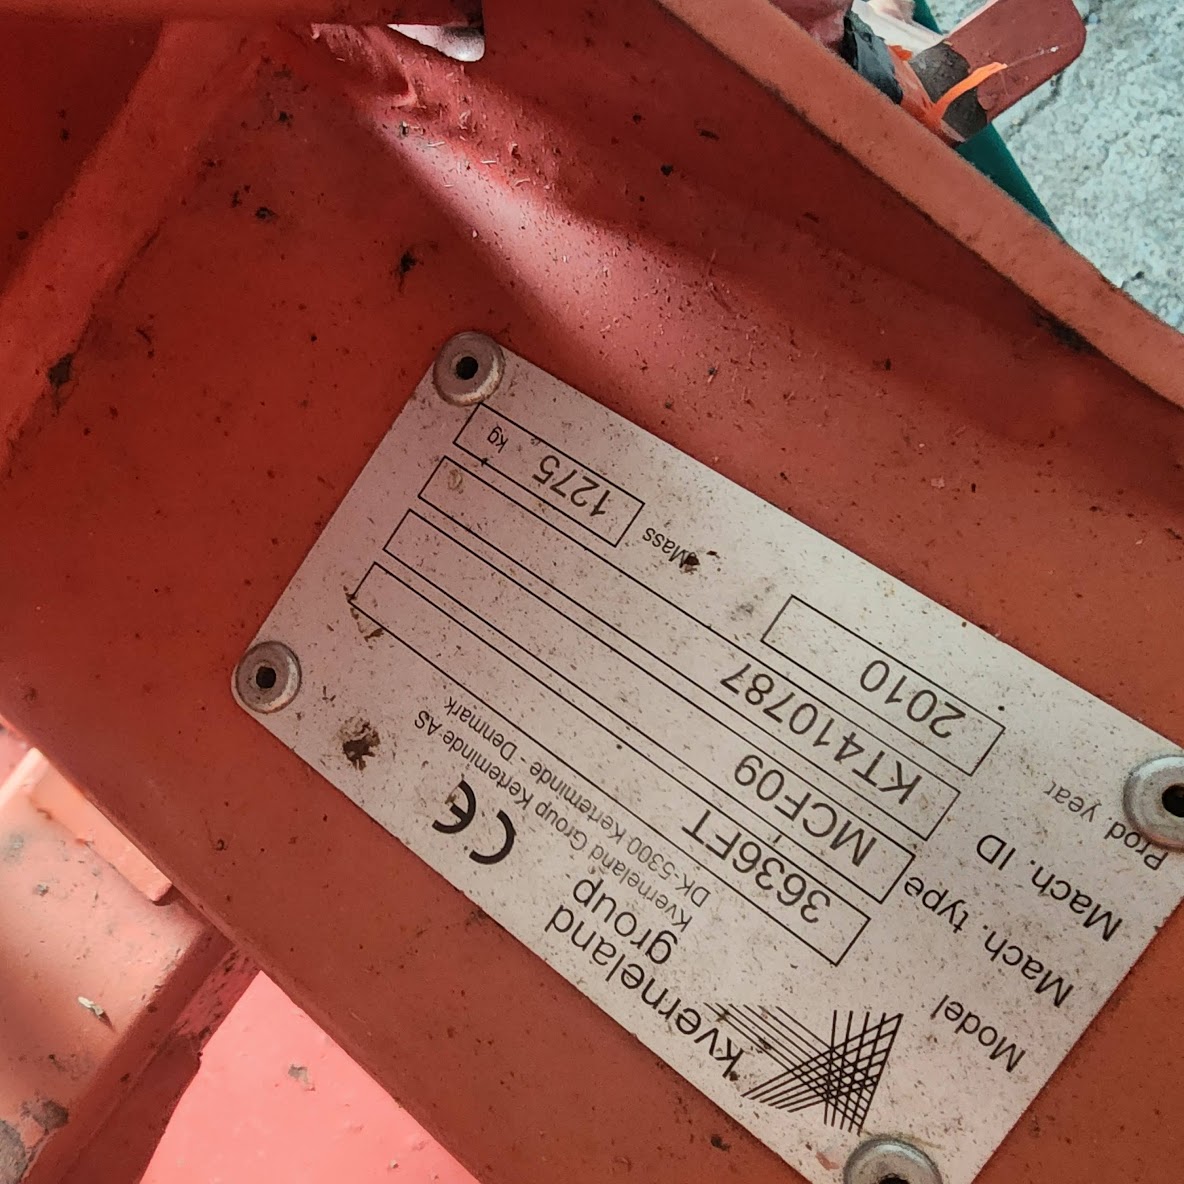 kverneland
group
Kverneland Group Kerteminde AS
DK-5300-Kerteminde - Denmark
CE
Model 3636FT
Mach. type MCF09
Mach. ID KT410787
Prod year 2010 Mass 1275 kg